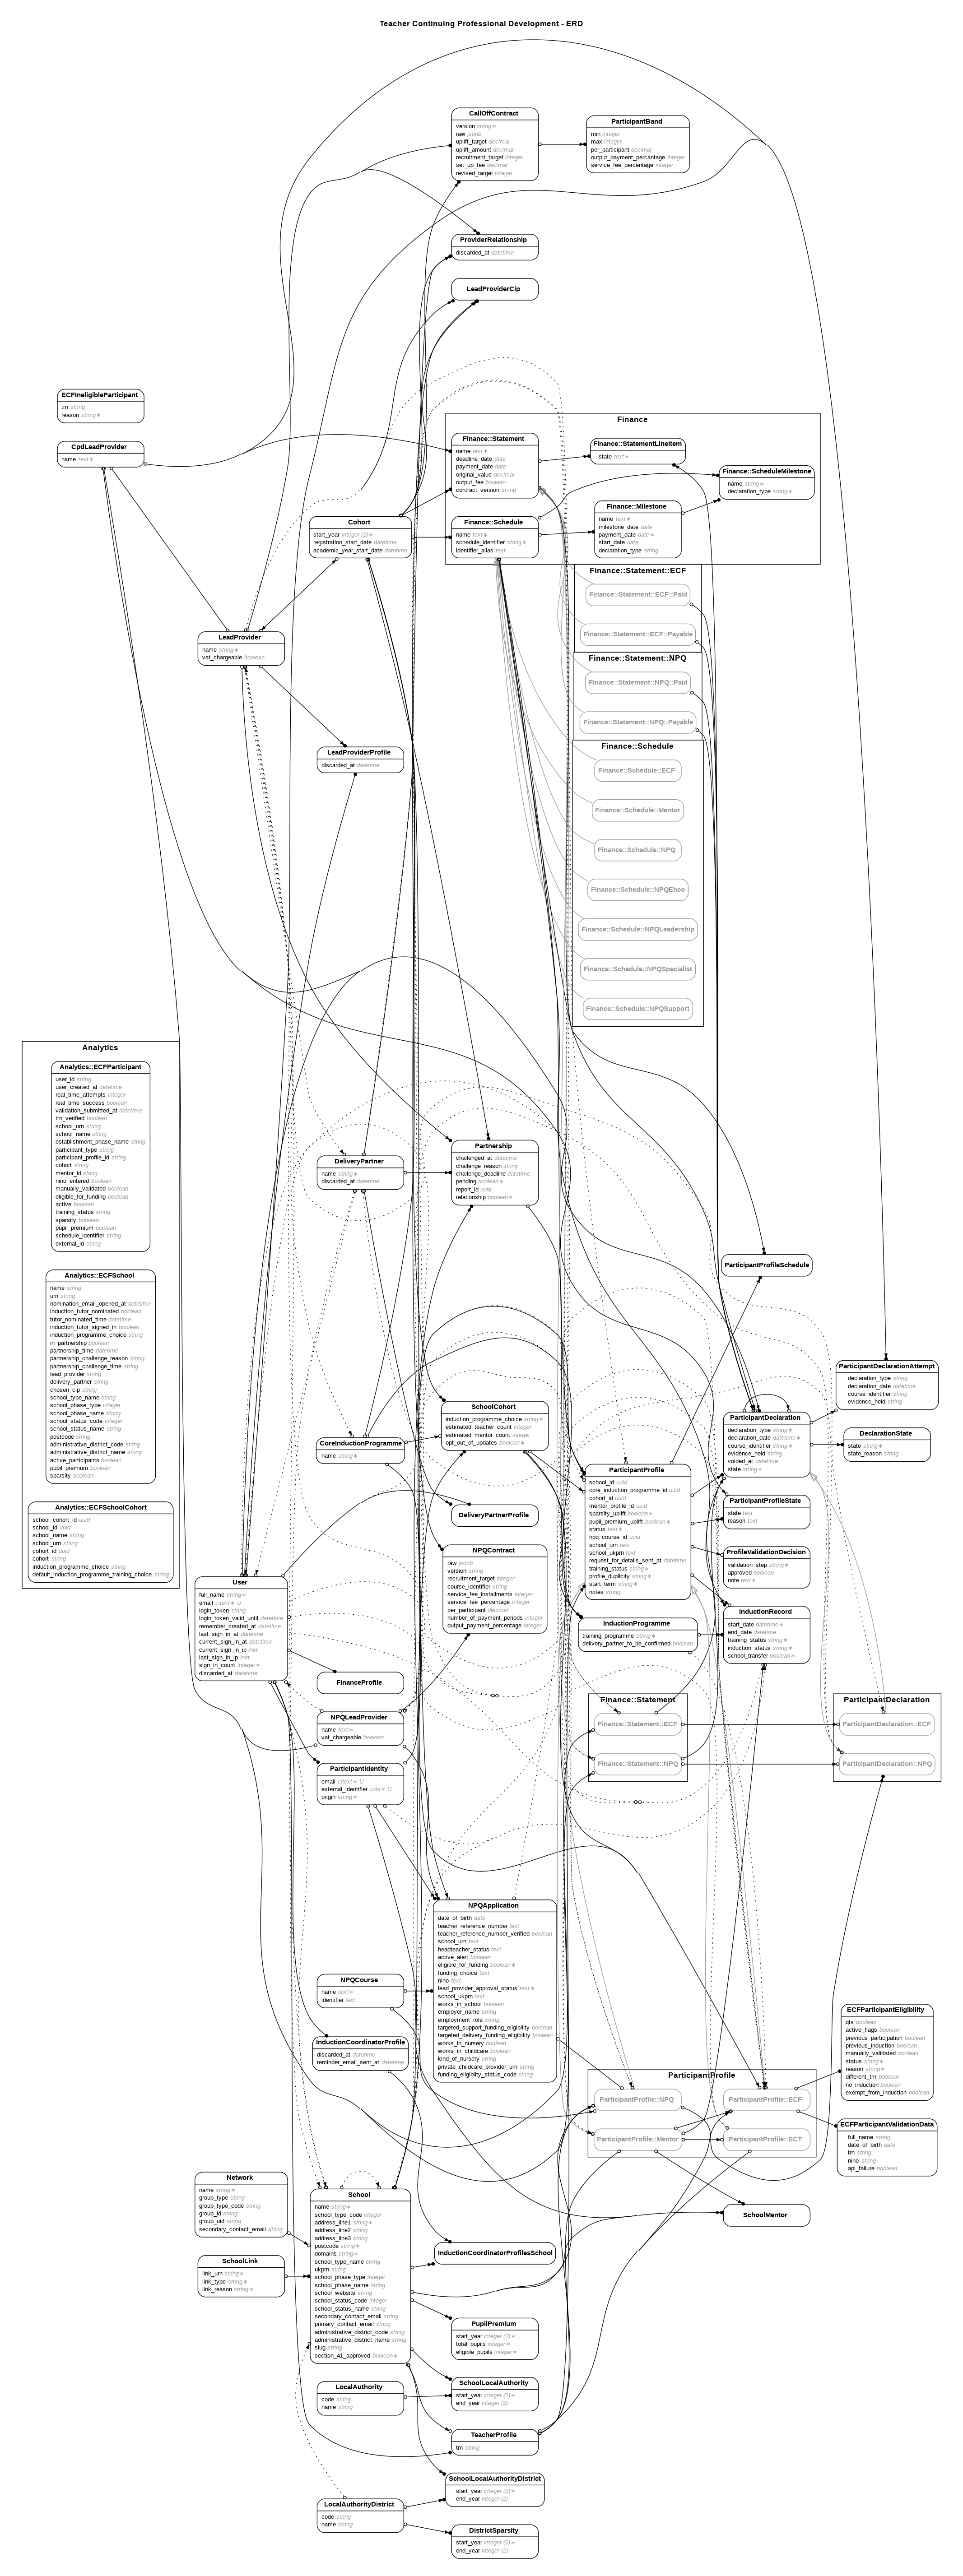 Teacher Continuing Professional Development - ERD
CallOffContract
version string ∗
raw jsonb
uplift_target decimal
uplift_amount decimal
recruitment_target integer
set_up_fee decimal
revised_target integer
ParticipantBand
min integer
max integer
per_participant decimal
output_payment_percantage integer
service_fee_percentage integer
ProviderRelationship
discarded_at datetime
LeadProviderCip
ECFIneligibleParticipant
trn string
reason string ∗
CpdLeadProvider
name text ∗
Finance
Finance::Statement
name text ∗
deadline_date date
payment_date date
original_value decimal
output_fee boolean
contract_version string
Finance::StatementLineItem
state text ∗
Finance::ScheduleMilestone
name string ∗
declaration_type string ∗
Finance::Milestone
name text ∗
milestone_date date
payment_date date ∗
start_date date
declaration_type string
Finance::Schedule
name text ∗
schedule_identifier string ∗
identifier_alias text
Cohort
start_year integer (2) ∗
registration_start_date datetime
academic_year_start_date datetime
Finance::Statement::ECF
Finance::Statement::ECF::Paid
Finance::Statement::ECF::Payable
LeadProvider
name string ∗
vat_chargeable boolean
Finance::Statement::NPQ
Finance::Statement::NPQ::Paid
Finance::Statement::NPQ::Payable
LeadProviderProfile
discarded_at datetime
Finance::Schedule
Finance::Schedule::ECF
Finance::Schedule::Mentor
Finance::Schedule::NPQ
Finance::Schedule::NPQEhco
Finance::Schedule::NPQLeadership
Finance::Schedule::NPQSpecialist
Finance::Schedule::NPQSupport
Analytics
Analytics::ECFParticipant
user_id string
user_created_at datetime
real_time_attempts integer
real_time_success boolean
validation_submitted_at datetime
trn_verified boolean
school_urn string
school_name string
establishment_phase_name string
participant_type string
participant_profile_id string
cohort string
mentor_id string
nino_entered boolean
manually_validated boolean
eligible_for_funding boolean
active boolean
training_status string
sparsity boolean
pupil_premium boolean
schedule_identifier string
external_id string
Analytics::ECFSchool
name string
urn string
nomination_email_opened_at datetime
induction_tutor_nominated boolean
tutor_nominated_time datetime
induction_tutor_signed_in boolean
induction_programme_choice string
in_partnership boolean
partnership_time datetime
partnership_challenge_reason string
partnership_challenge_time string
lead_provider string
delivery_partner string
chosen_cip string
school_type_name string
school_phase_type integer
school_phase_name string
school_status_code integer
school_status_name string
postcode string
administrative_district_code string
administrative_district_name string
active_participants boolean
pupil_premium boolean
sparsity boolean
Analytics::ECFSchoolCohort
school_cohort_id uuid
school_id uuid
school_name string
school_urn string
cohort_id uuid
cohort string
induction_programme_choice string
default_induction_programme_training_choice string
DeliveryPartner
name string ∗
discarded_at datetime
Partnership
challenged_at datetime
challenge_reason string
challenge_deadline datetime
pending boolean ∗
report_id uuid
relationship boolean ∗
ParticipantProfileSchedule
ParticipantDeclarationAttempt
declaration_type string
declaration_date datetime
course_identifier string
evidence_held string
SchoolCohort
induction_programme_choice string ∗
estimated_teacher_count integer
estimated_mentor_count integer
opt_out_of_updates boolean ∗
CoreInductionProgramme
name string ∗
ParticipantDeclaration
declaration_type string ∗
declaration_date datetime ∗
course_identifier string ∗
evidence_held string
voided_at datetime
state string ∗
DeclarationState
state string ∗
state_reason string
ParticipantProfile
school_id uuid
core_induction_programme_id uuid
cohort_id uuid
mentor_profile_id uuid
sparsity_uplift boolean ∗
pupil_premium_uplift boolean ∗
status text ∗
npq_course_id uuid
school_urn text
school_ukprn text
request_for_details_sent_at datetime
training_status string ∗
profile_duplicity string ∗
start_term string ∗
notes string
ParticipantProfileState
state text
reason text
DeliveryPartnerProfile
NPQContract
raw jsonb
version string
recruitment_target integer
course_identifier string
service_fee_installments integer
service_fee_percentage integer
per_participant decimal
number_of_payment_periods integer
output_payment_percentage integer
ProfileValidationDecision
validation_step string ∗
approved boolean
note text ∗
User
full_name string ∗
email citext ∗ U
login_token string
login_token_valid_until datetime
remember_created_at datetime
last_sign_in_at datetime
current_sign_in_at datetime
current_sign_in_ip inet
last_sign_in_ip inet
sign_in_count integer ∗
discarded_at datetime
InductionProgramme
training_programme string ∗
delivery_partner_to_be_confirmed boolean
InductionRecord
start_date datetime ∗
end_date datetime
training_status string ∗
induction_status string ∗
school_transfer boolean ∗
FinanceProfile
NPQLeadProvider
name text ∗
vat_chargeable boolean
Finance::Statement
Finance::Statement::ECF
Finance::Statement::NPQ
ParticipantDeclaration
ParticipantDeclaration::ECF
ParticipantDeclaration::NPQ
ParticipantIdentity
email citext ∗ U
external_identifier uuid ∗ U
origin string ∗
NPQApplication
date_of_birth date
teacher_reference_number text
teacher_reference_number_verified boolean
school_urn text
headteacher_status text
active_alert boolean
eligible_for_funding boolean ∗
funding_choice text
nino text
lead_provider_approval_status text ∗
school_ukprn text
works_in_school boolean
employer_name string
employment_role string
targeted_support_funding_eligibility boolean
targeted_delivery_funding_eligibility boolean
works_in_nursery boolean
works_in_childcare boolean
kind_of_nursery string
private_childcare_provider_urn string
funding_eligiblity_status_code string
NPQCourse
name text ∗
identifier text
InductionCoordinatorProfile
discarded_at datetime
reminder_email_sent_at datetime
ECFParticipantEligibility
qts boolean
active_flags boolean
previous_participation boolean
previous_induction boolean
manually_validated boolean
status string ∗
reason string ∗
different_trn boolean
no_induction boolean
exempt_from_induction boolean
ParticipantProfile
ParticipantProfile::NPQ
ParticipantProfile::ECF
ParticipantProfile::Mentor
ParticipantProfile::ECT
ECFParticipantValidationData
full_name string
date_of_birth date
trn string
nino string
api_failure boolean
Network
name string ∗
group_type string
group_type_code string
group_id string
group_uid string
secondary_contact_email string
SchoolLink
link_urn string ∗
link_type string ∗
link_reason string ∗
School
name string ∗
school_type_code integer
address_line1 string ∗
address_line2 string
address_line3 string
postcode string ∗
domains string ∗
school_type_name string
ukprn string
school_phase_type integer
school_phase_name string
school_website string
school_status_code integer
school_status_name string
secondary_contact_email string
primary_contact_email string
administrative_district_code string
administrative_district_name string
slug string
section_41_approved boolean ∗
SchoolMentor
InductionCoordinatorProfilesSchool
PupilPremium
start_year integer (2) ∗
total_pupils integer ∗
eligible_pupils integer ∗
LocalAuthority
code string
name string
SchoolLocalAuthority
start_year integer (2) ∗
end_year integer (2)
TeacherProfile
trn string
SchoolLocalAuthorityDistrict
start_year integer (2) ∗
end_year integer (2)
LocalAuthorityDistrict
code string
name string
DistrictSparsity
start_year integer (2) ∗
end_year integer (2)